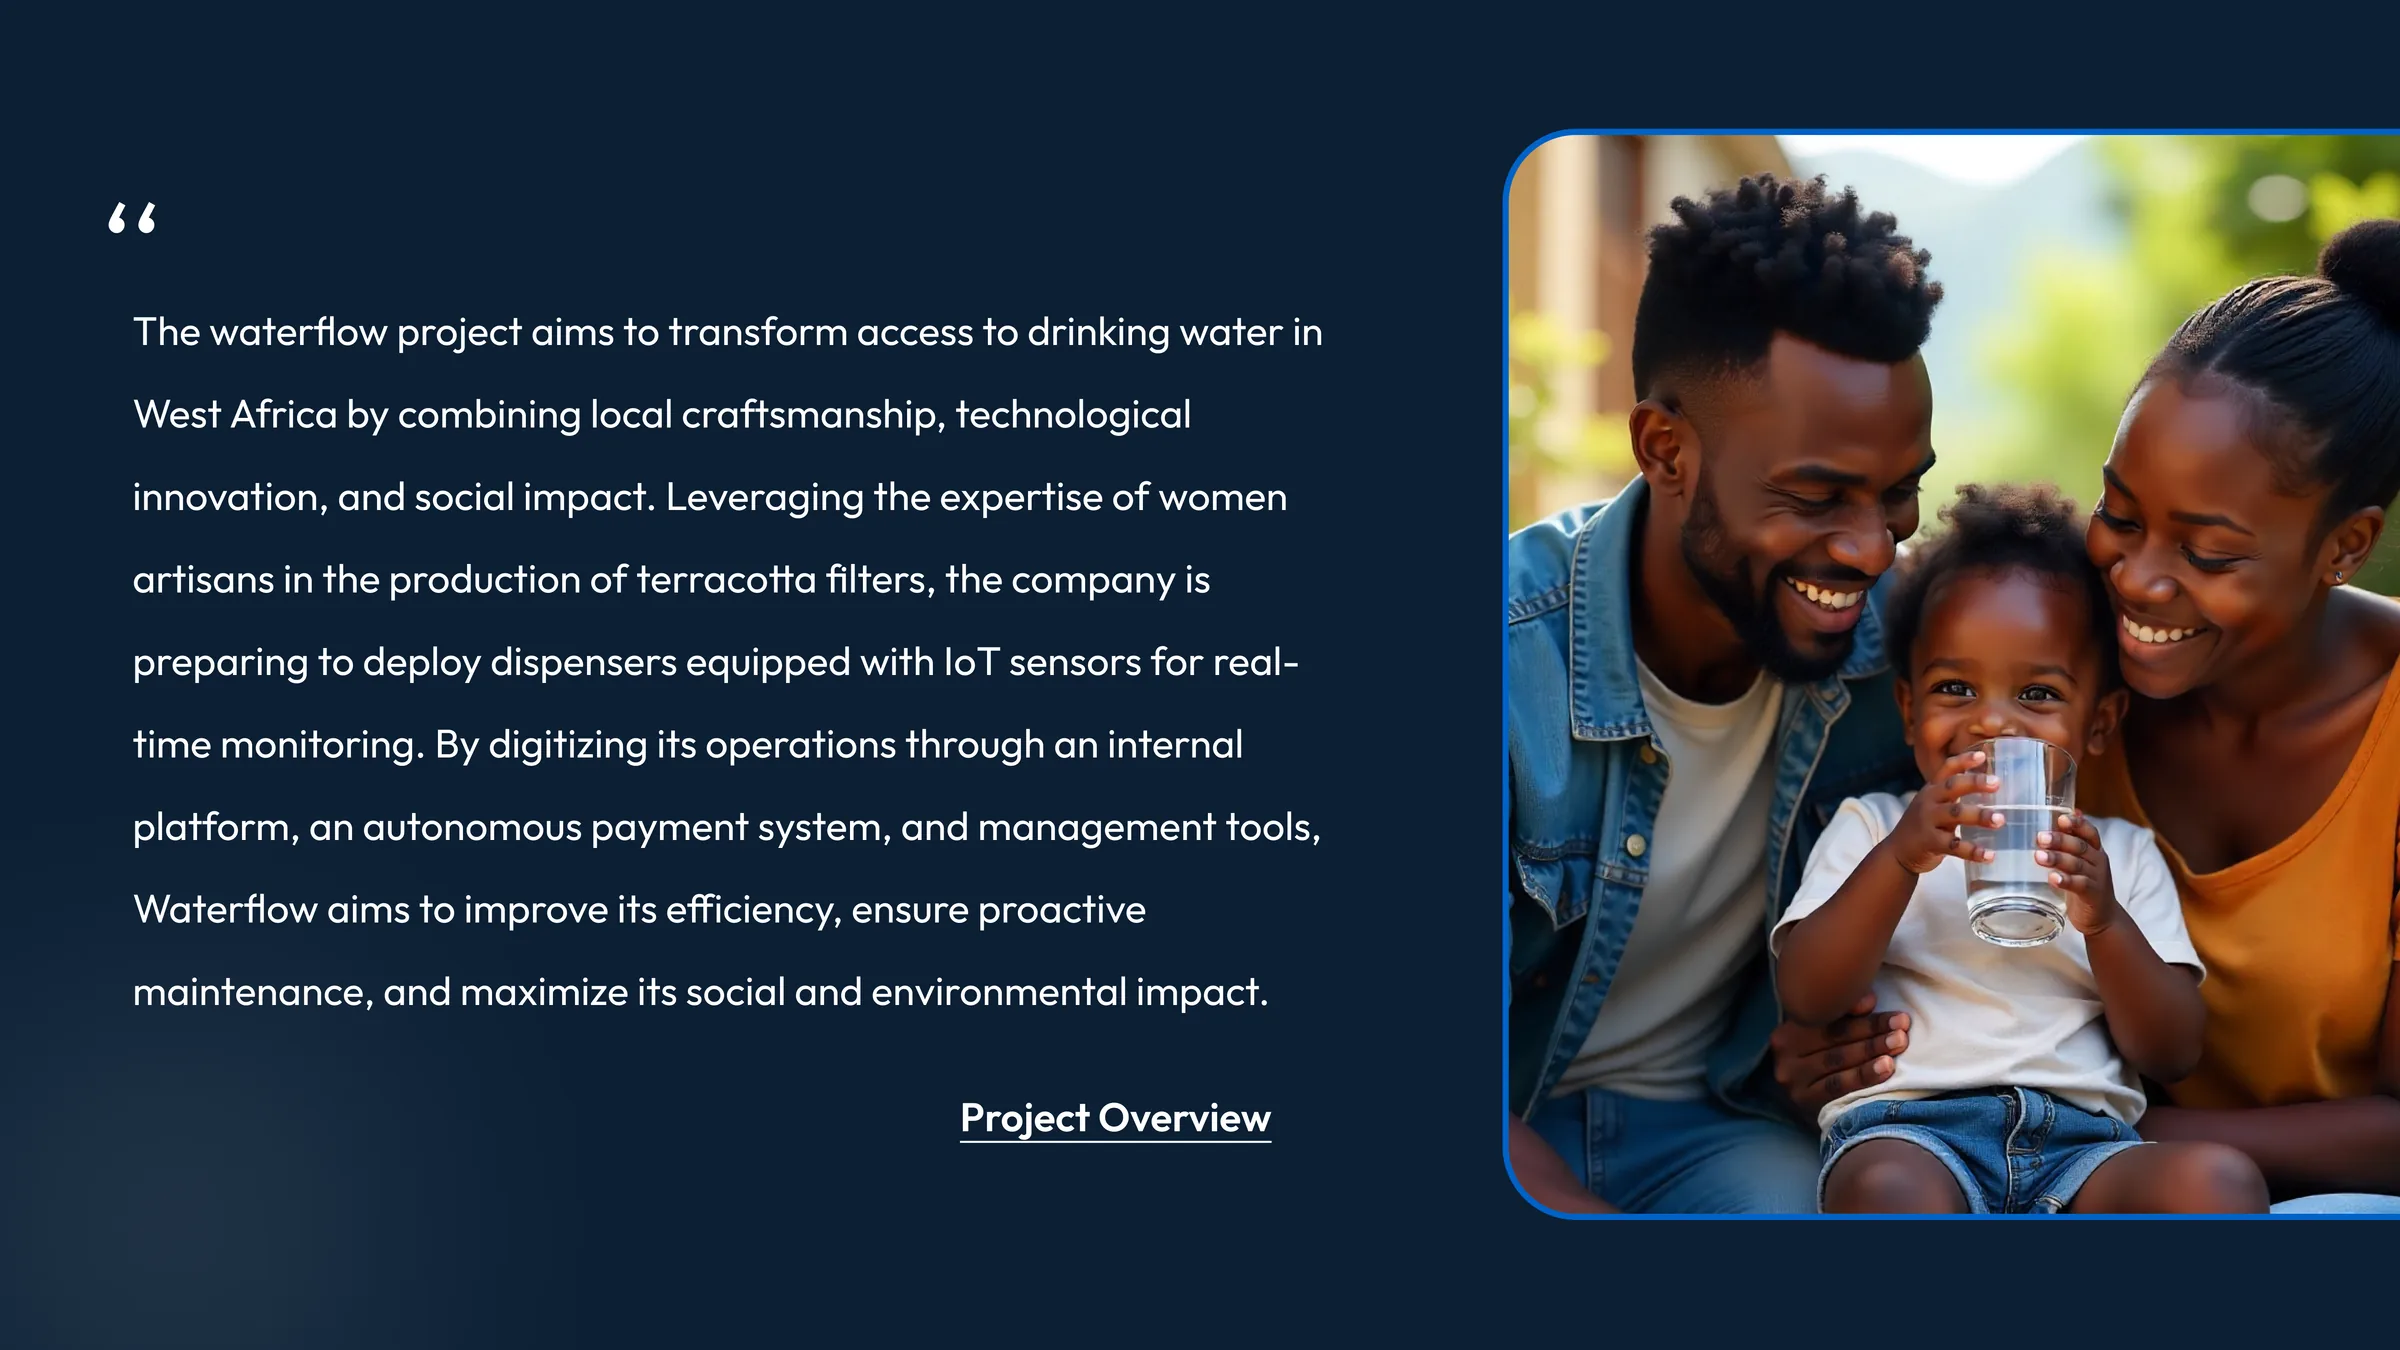 “
The waterflow project aims to transform access to drinking water in
West Africa by combining local craftsmanship, technological
innovation, and social impact. Leveraging the expertise of women
artisans in the production of terracotta filters, the company is
preparing to deploy dispensers equipped with IoT sensors for real-
time monitoring. By digitizing its operations through an internal
platform, an autonomous payment system, and management tools,
Waterflow aims to improve its efficiency, ensure proactive
maintenance, and maximize its social and environmental impact.
Project Overview